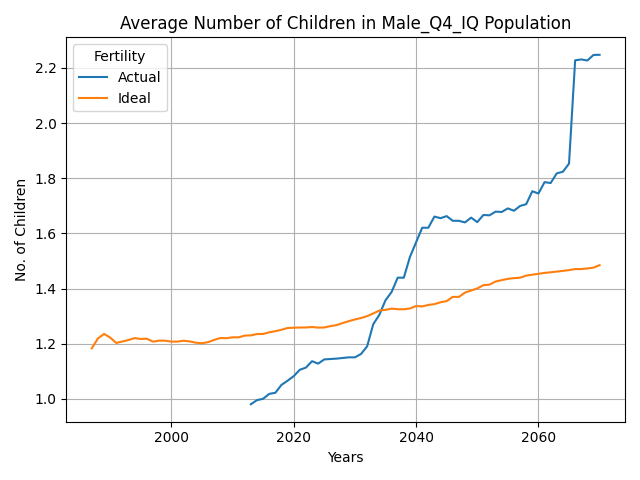 Average Number of Children in Male_Q4_IQ Population
Fertility
Actual
Ideal
No. of Children
2.2
2.0
1.8
1.6
1.4
1.2
1.0
2000
2020
2040
2060
Years